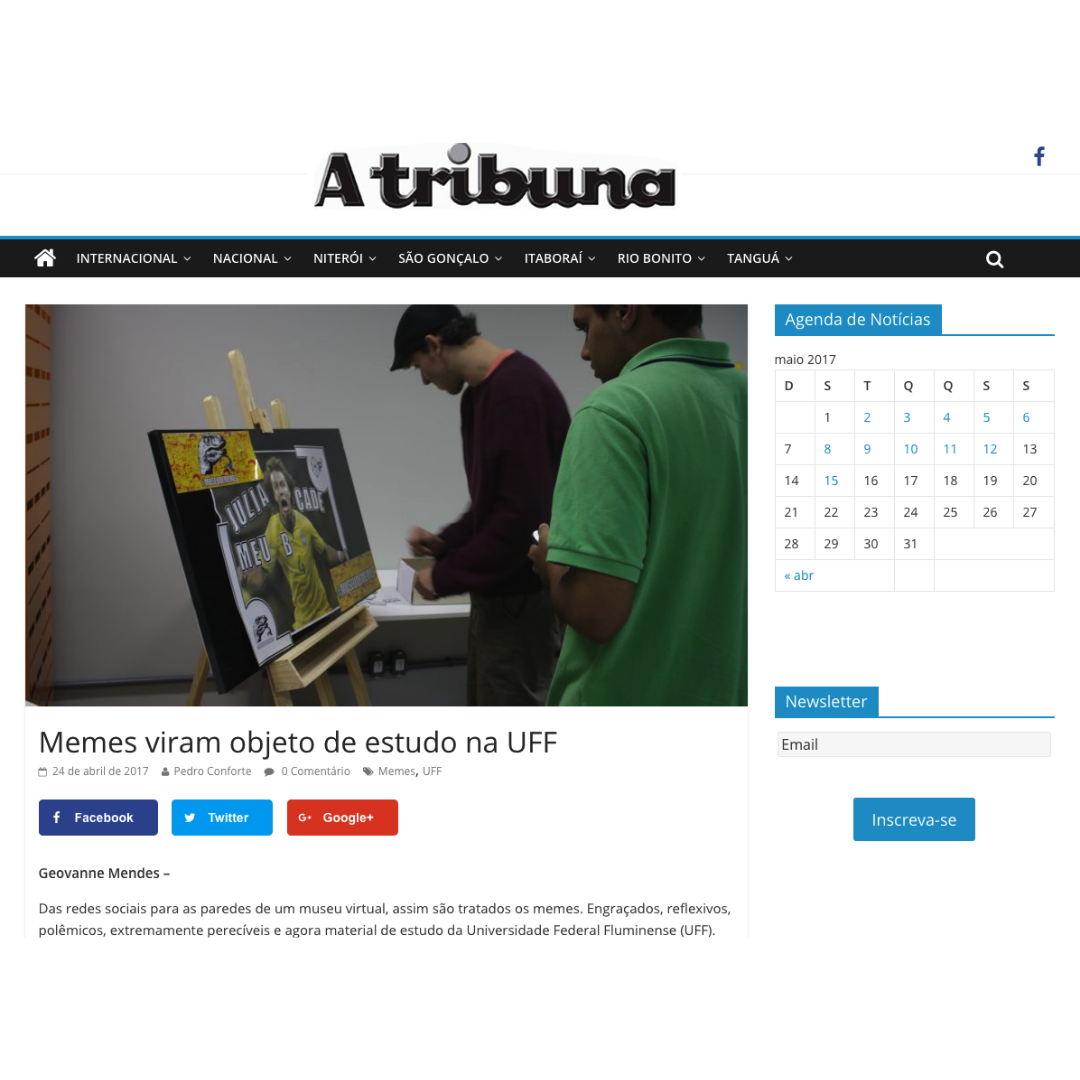 A tribuna
INTERNACIONAL NACIONAL NITERÓI SÃO GONÇALO ITABORAÍ RIO BONITO TANGUÁ
JULIA
CADE
MEU B
Memes viram objeto de estudo na UFF
24 de abril de 2017 Pedro Conforte 0 Comentário Memes, UFF
Facebook Twitter Google+
Geovanne Mendes –
Das redes sociais para as paredes de um museu virtual, assim são tratados os memes. Engraçados, reflexivos,
polêmicos, extremamente perecíveis e agora material de estudo da Universidade Federal Fluminense (UFF).
Agenda de Notícias
maio 2017
D S T Q Q S S
1 2 3 4 5 6
7 8 9 10 11 12 13
14 15 16 17 18 19 20
21 22 23 24 25 26 27
28 29 30 31
« abr
Newsletter
Email
Inscreva-se